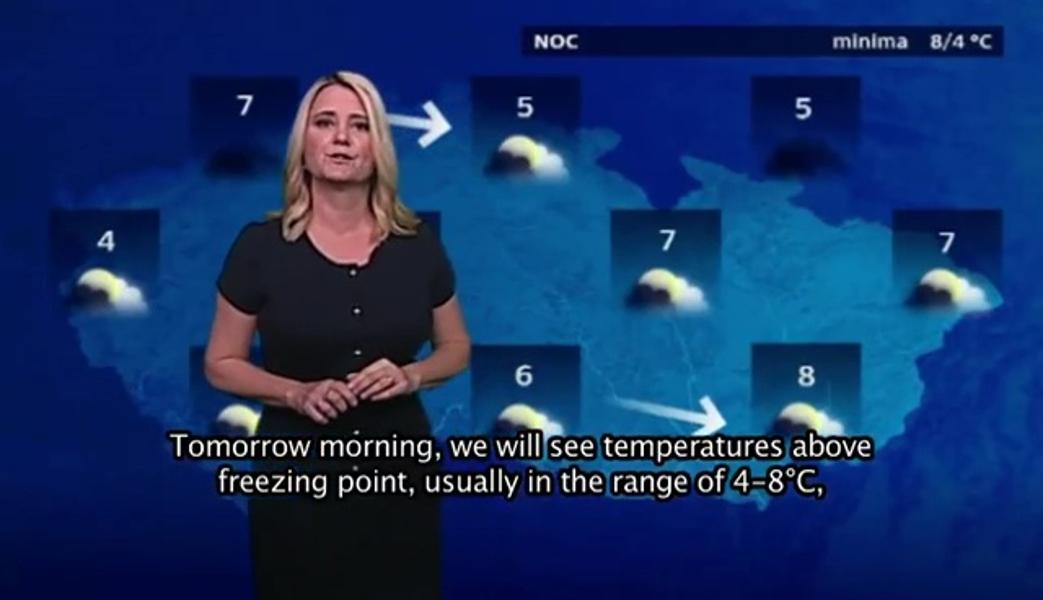 NOC minima 8/4 °C
7 5 5
4 7 7
6 8
Tomorrow morning, we will see temperatures above
freezing point, usually in the range of 4–8°C,